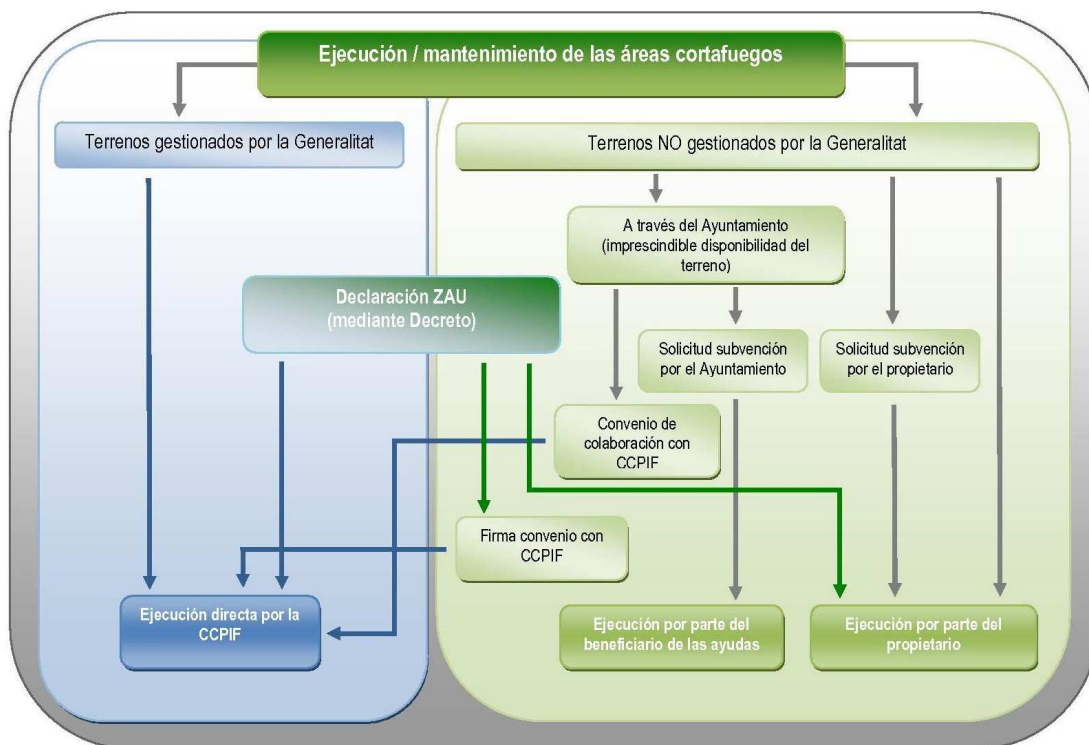 Ejecución / mantenimiento de las áreas cortafuegos
Terrenos gestionados por la Generalitat
Terrenos NO gestionados por la Generalitat
A través del Ayuntamiento
(imprescindible disponibilidad del
terreno)
Declaración ZAU
(mediante Decreto)
Solicitud subvención
por el Ayuntamiento
Solicitud subvención
por el propietario
Convenio de
colaboración con
CCPIF
Firma convenio con
CCPIF
Ejecución directa por la
CCPIF
Ejecución por parte del
beneficiario de las ayudas
Ejecución por parte del
propietario